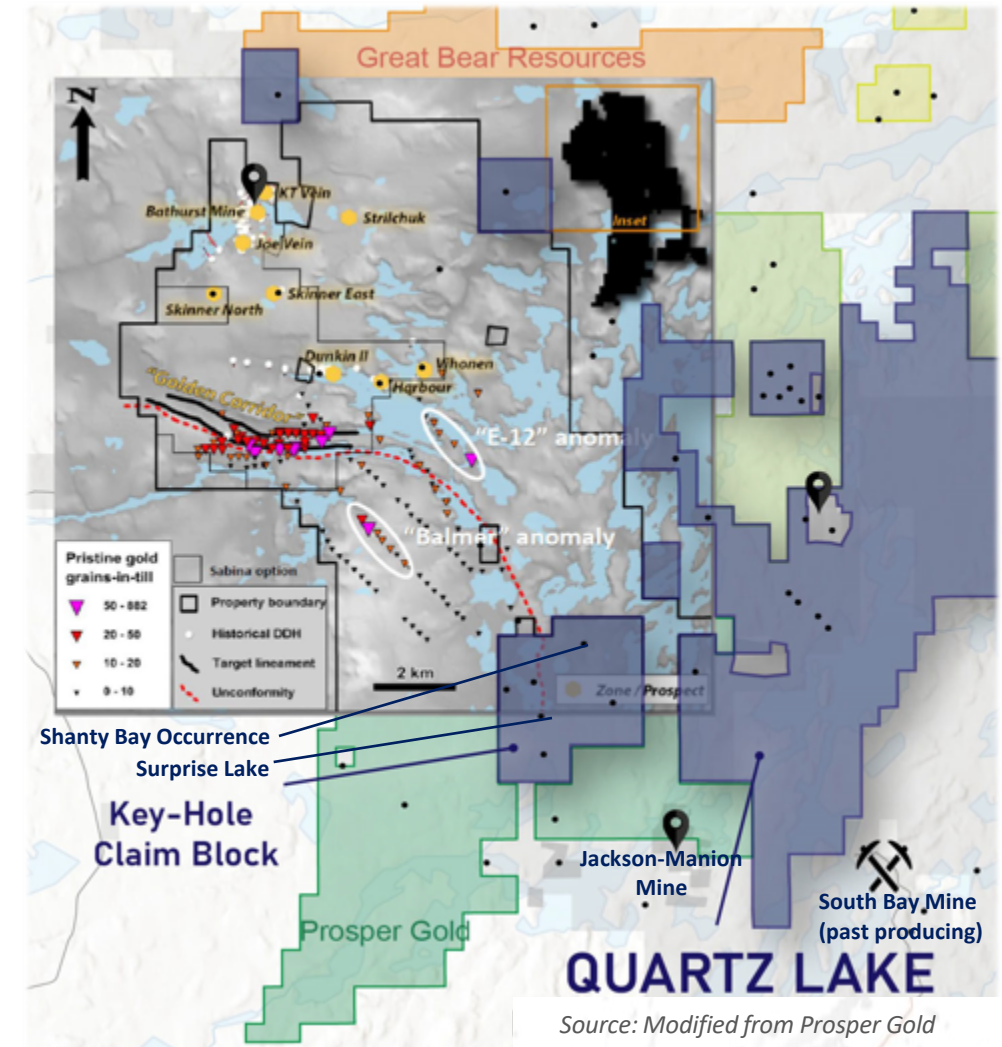 Great Bear Resources
N
KT Vein
Bathurst Mine
Strilchuk
Inset
Joe Vein
Skinner East
Skinner North
Dunkin II
Vihonen
Harbour
"Golden Corridor"
"E-12" anomaly
"Balmer" anomaly
Pristine gold
grains-in-till
50 - 882
20 - 50
10 - 20
0 - 10
Sabina option
Property boundary
Historical DDH
Target lineament
Unconformity
2 km
Zone / Prospect
Shanty Bay Occurrence
Surprise Lake
Key-Hole
Claim Block
Jackson-Manion
Mine
South Bay Mine
(past producing)
Prosper Gold
QUARTZ LAKE
Source: Modified from Prosper Gold